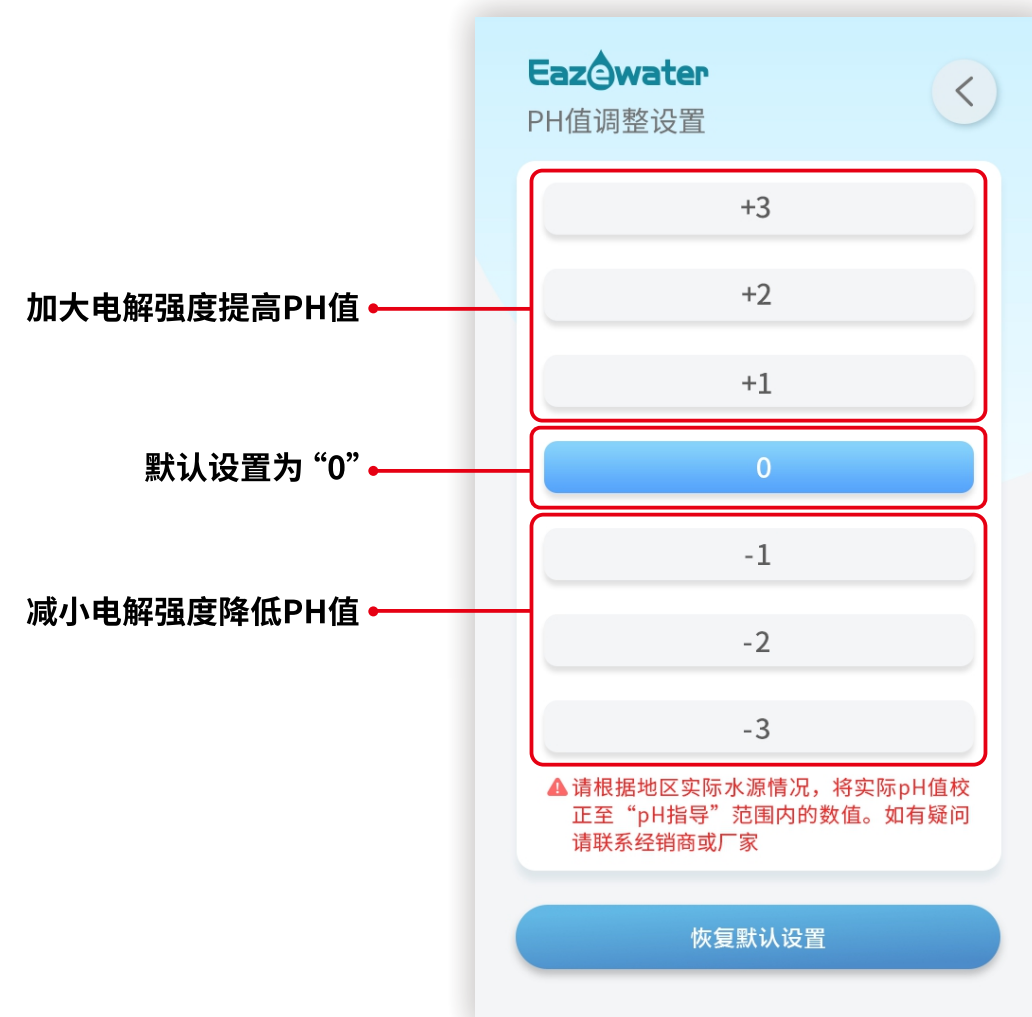 Eazewater
PH值调整设置
+3
+2
加大电解强度提高PH值
+1
默认设置为 “0”
0
-1
减小电解强度降低PH值
-2
-3
请根据地区实际水源情况，将实际pH值校
正至“pH指导”范围内的数值。如有疑问
请联系经销商或厂家
恢复默认设置